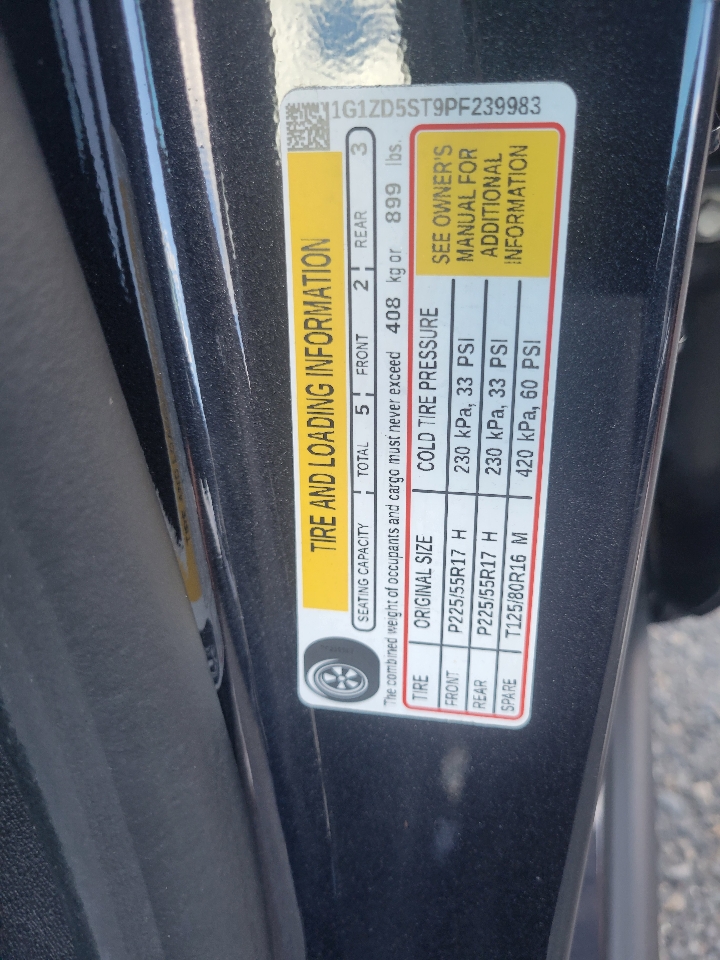 1G1ZD5ST9PF239983
TIRE AND LOADING INFORMATION
SEATING CAPACITY TOTAL 5 FRONT 2 REAR 3
The combined weight of occupants and cargo must never exceed 408 kg or 899 lbs.
TIRE ORIGINAL SIZE COLD TIRE PRESSURE
FRONT P225/55R17 H 230 kPa, 33 PSI
REAR P225/55R17 H 230 kPa, 33 PSI
SPARE T125/80R16 M 420 kPa, 60 PSI
SEE OWNER'S
MANUAL FOR
ADDITIONAL
INFORMATION